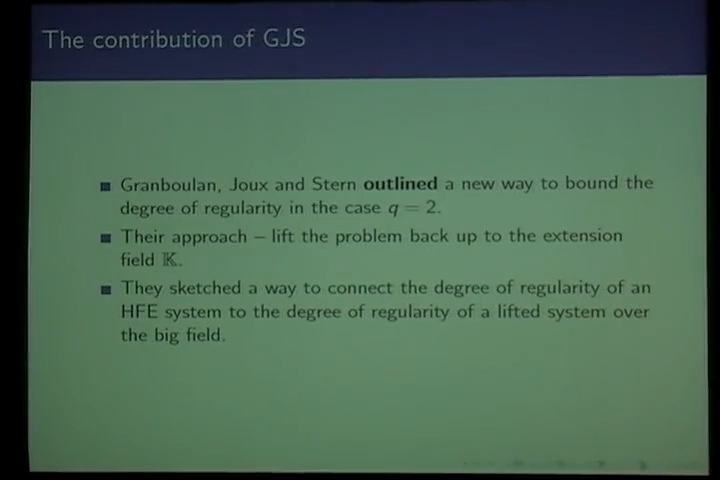 The contribution of GJS
Granboulan, Joux and Stern outlined a new way to bound the
degree of regularity in the case q = 2.
Their approach – lift the problem back up to the extension
field 𝕂.
They sketched a way to connect the degree of regularity of an
HFE system to the degree of regularity of a lifted system over
the big field.